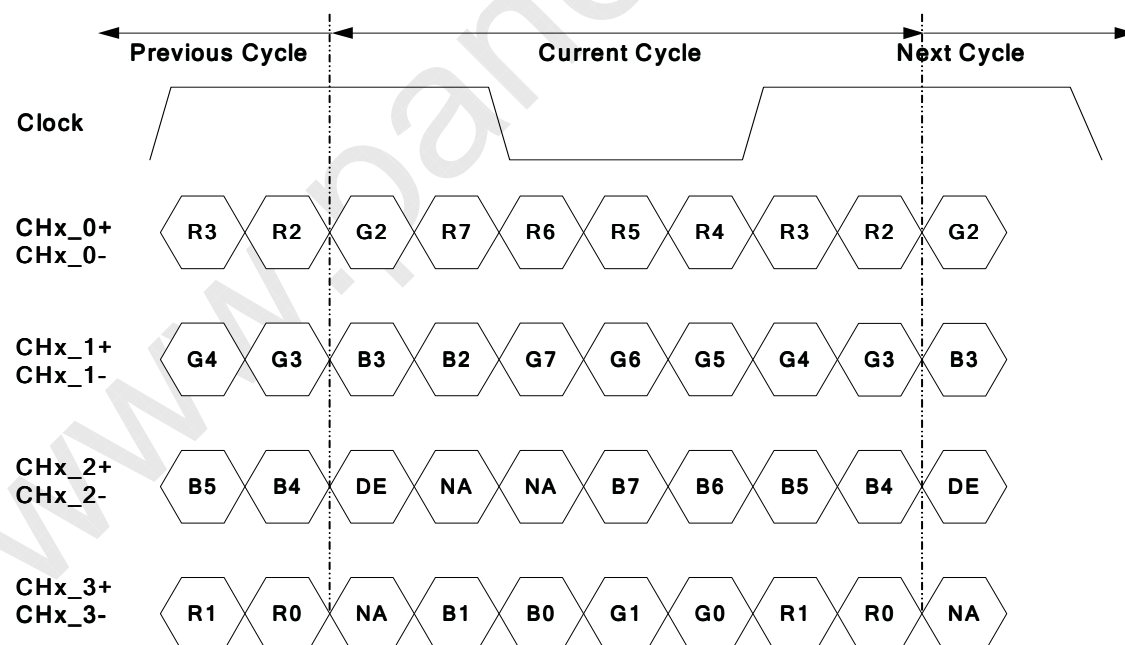 Previous Cycle Current Cycle Next Cycle
Clock
CHx_0+
CHx_0-
R3 R2 G2 R7 R6 R5 R4 R3 R2 G2
CHx_1+
CHx_1-
G4 G3 B3 B2 G7 G6 G5 G4 G3 B3
CHx_2+
CHx_2-
B5 B4 DE NA NA B7 B6 B5 B4 DE
CHx_3+
CHx_3-
R1 R0 NA B1 B0 G1 G0 R1 R0 NA
www.pan